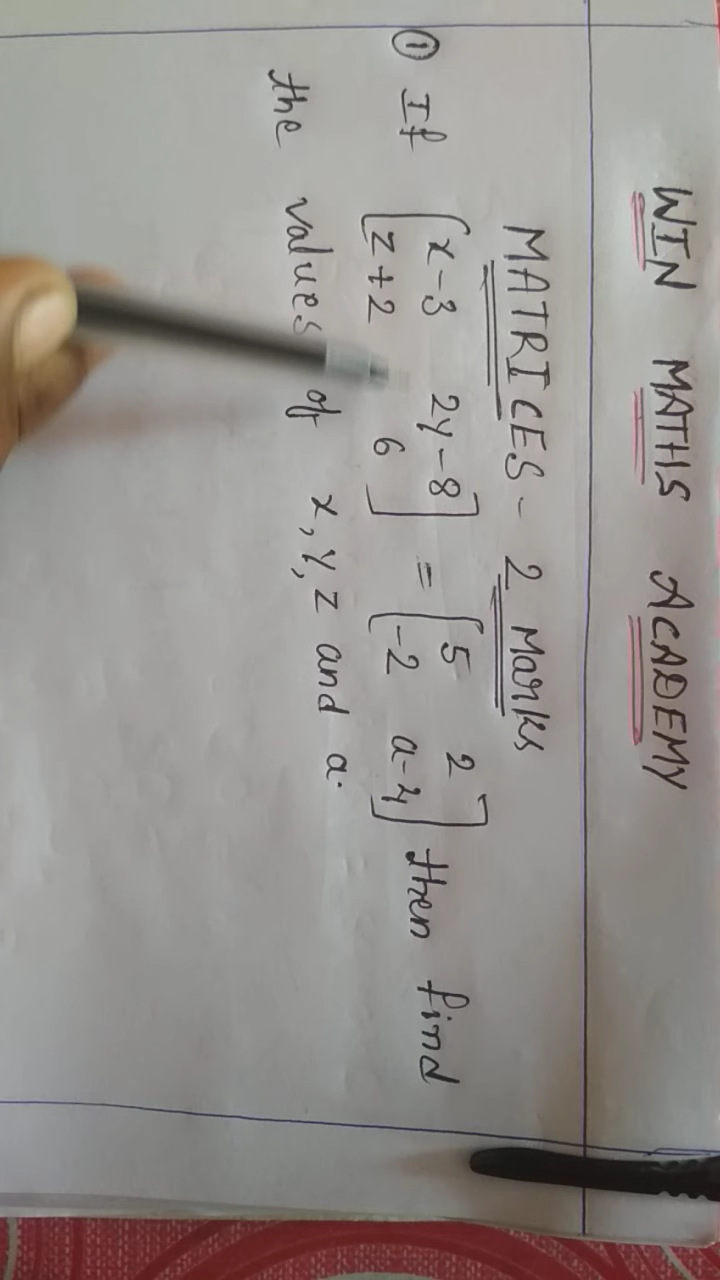 WIN MATHS ACADEMY
MATRICES - 2 Marks
① If [x-3 2y-8] = [5 2] then find
[z+2 6] [-2 a-4]
the values of x, y, z and a.